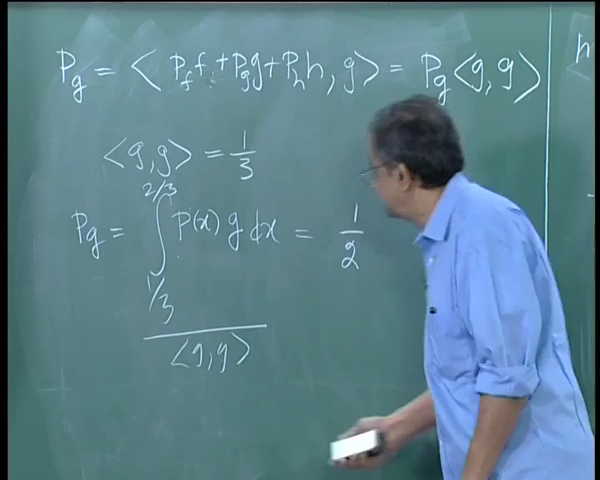 P_g = < P_f f + P_g g + P_h h , g > = P_g < g , g >
h
< g , g > = 1/3
P_g = ∫_{1/3}^{2/3} P(x) g dx / < g , g > = 1/2